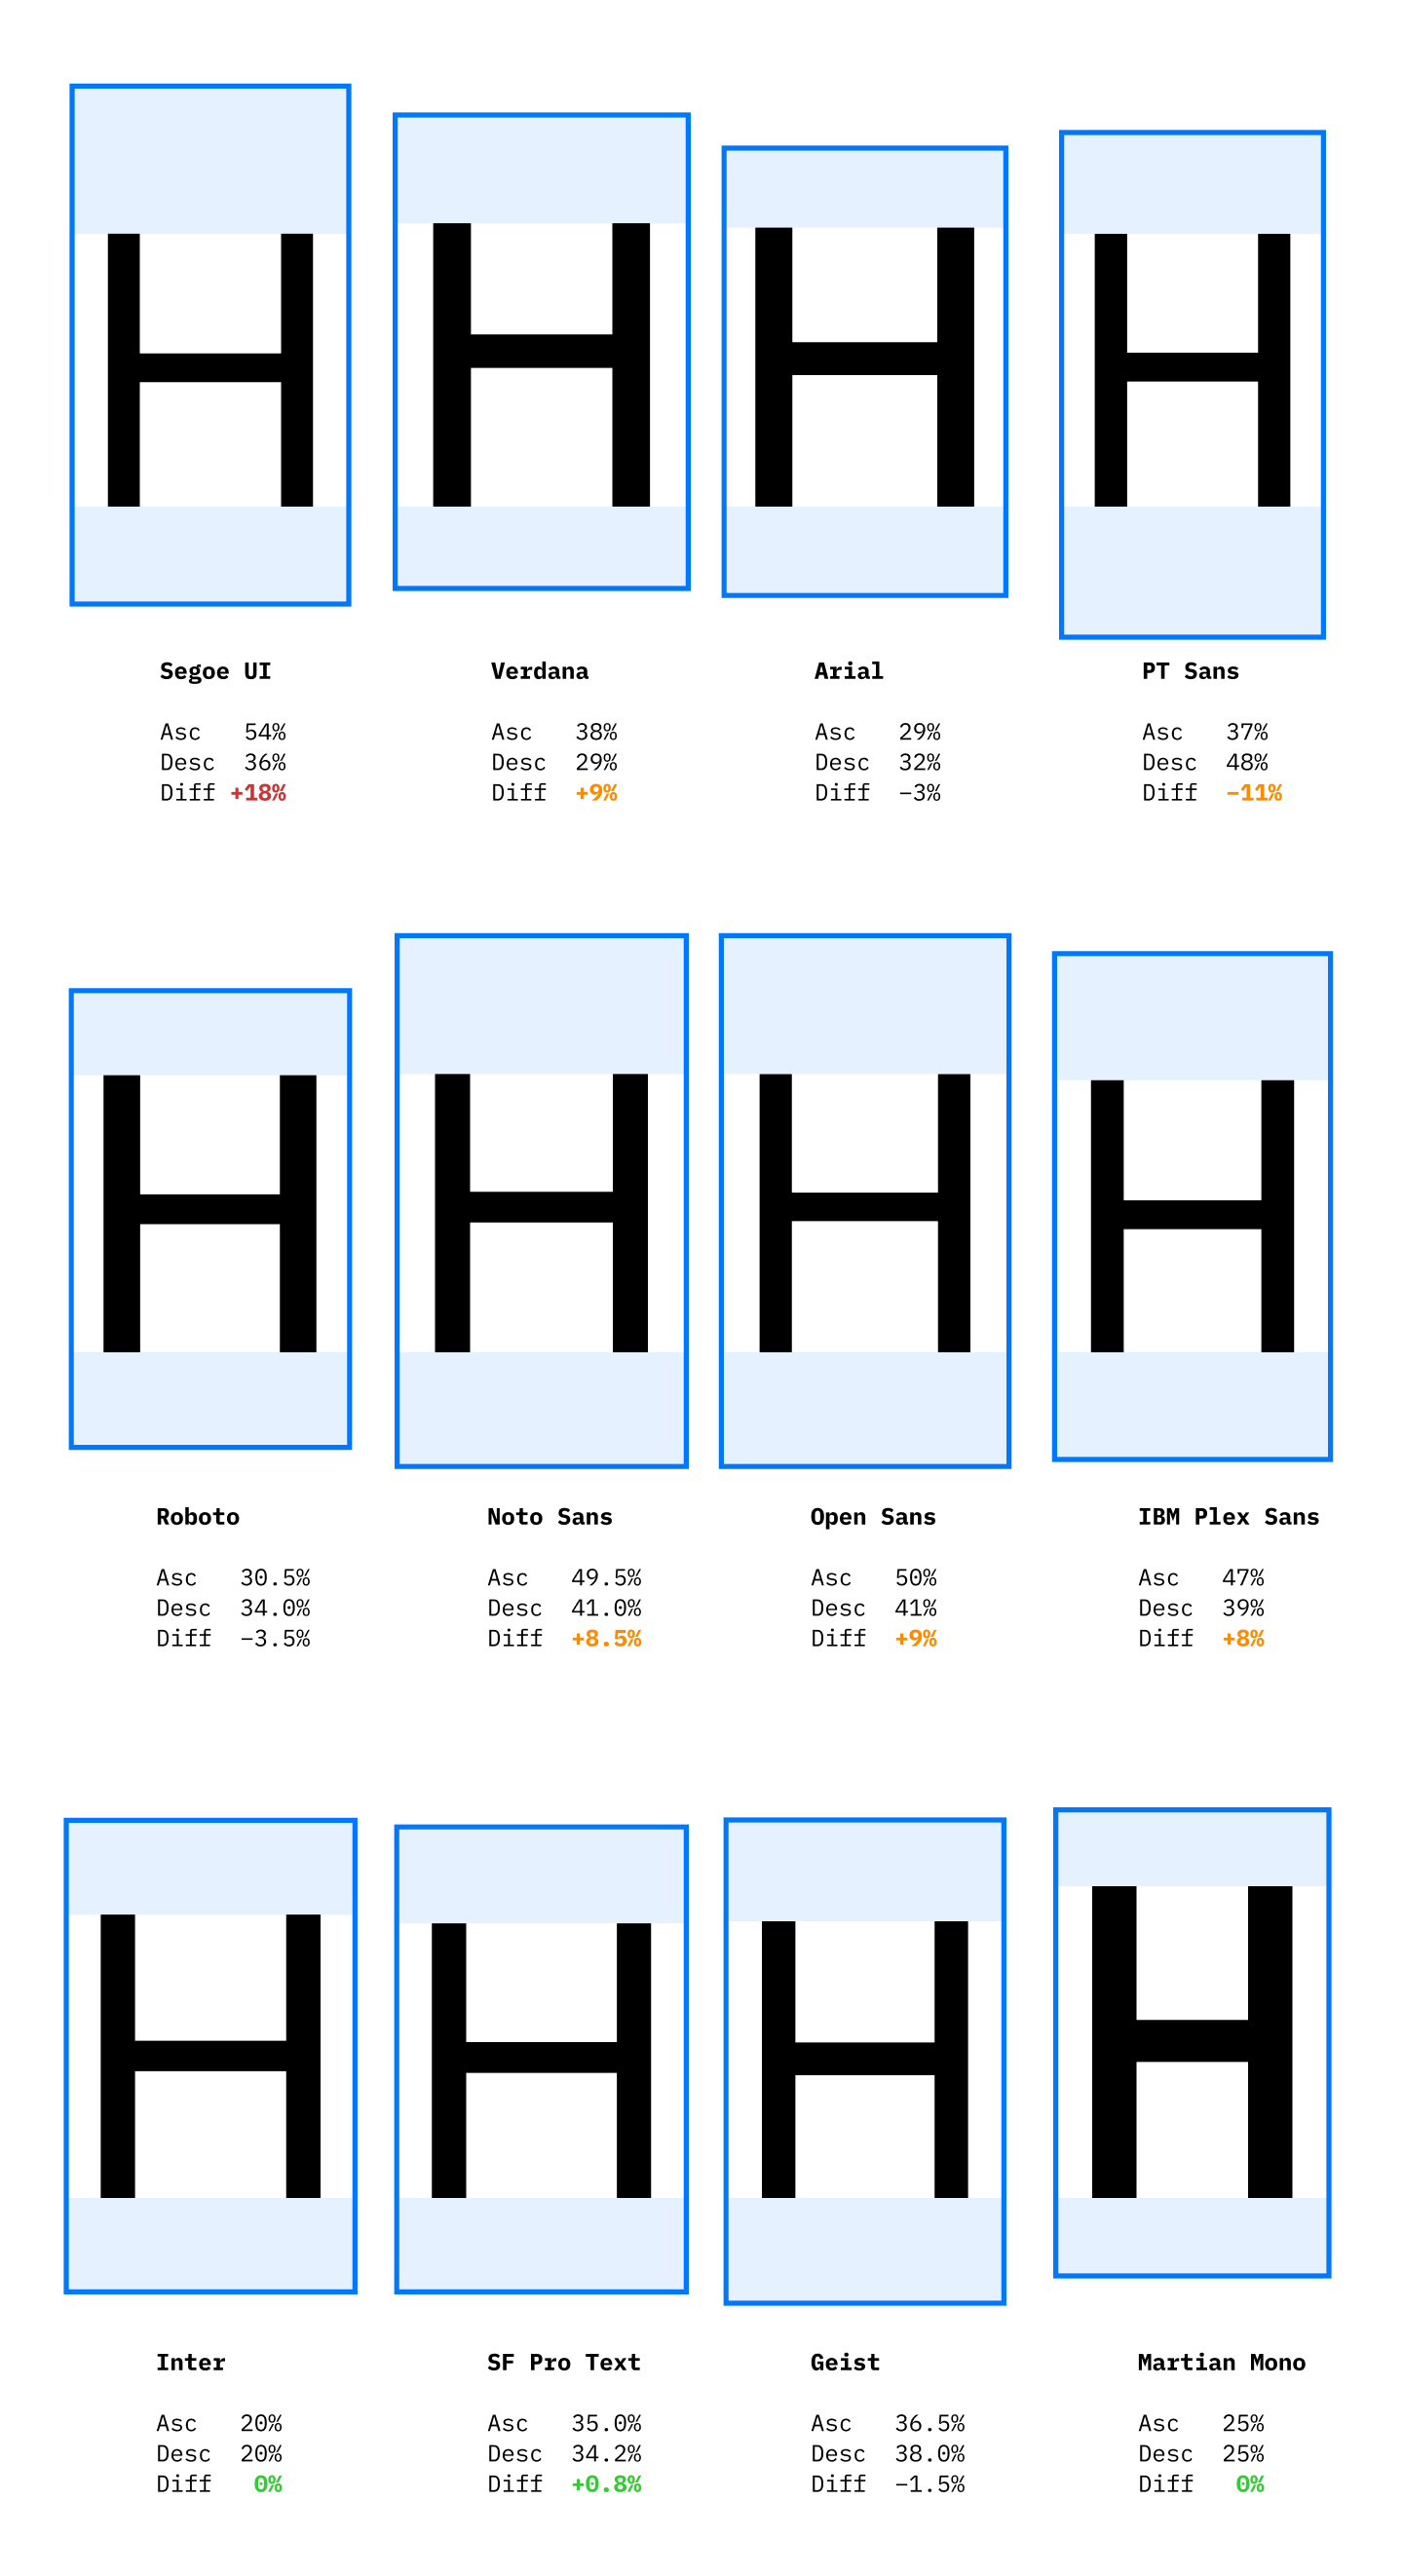 H H H H
Segoe UI Verdana Arial PT Sans
Asc 54% Asc 38% Asc 29% Asc 37%
Desc 36% Desc 29% Desc 32% Desc 48%
Diff +18% Diff +9% Diff −3% Diff −11%
H H H H
Roboto Noto Sans Open Sans IBM Plex Sans
Asc 30.5% Asc 49.5% Asc 50% Asc 47%
Desc 34.0% Desc 41.0% Desc 41% Desc 39%
Diff −3.5% Diff +8.5% Diff +9% Diff +8%
H H H H
Inter SF Pro Text Geist Martian Mono
Asc 20% Asc 35.0% Asc 36.5% Asc 25%
Desc 20% Desc 34.2% Desc 38.0% Desc 25%
Diff 0% Diff +0.8% Diff −1.5% Diff 0%